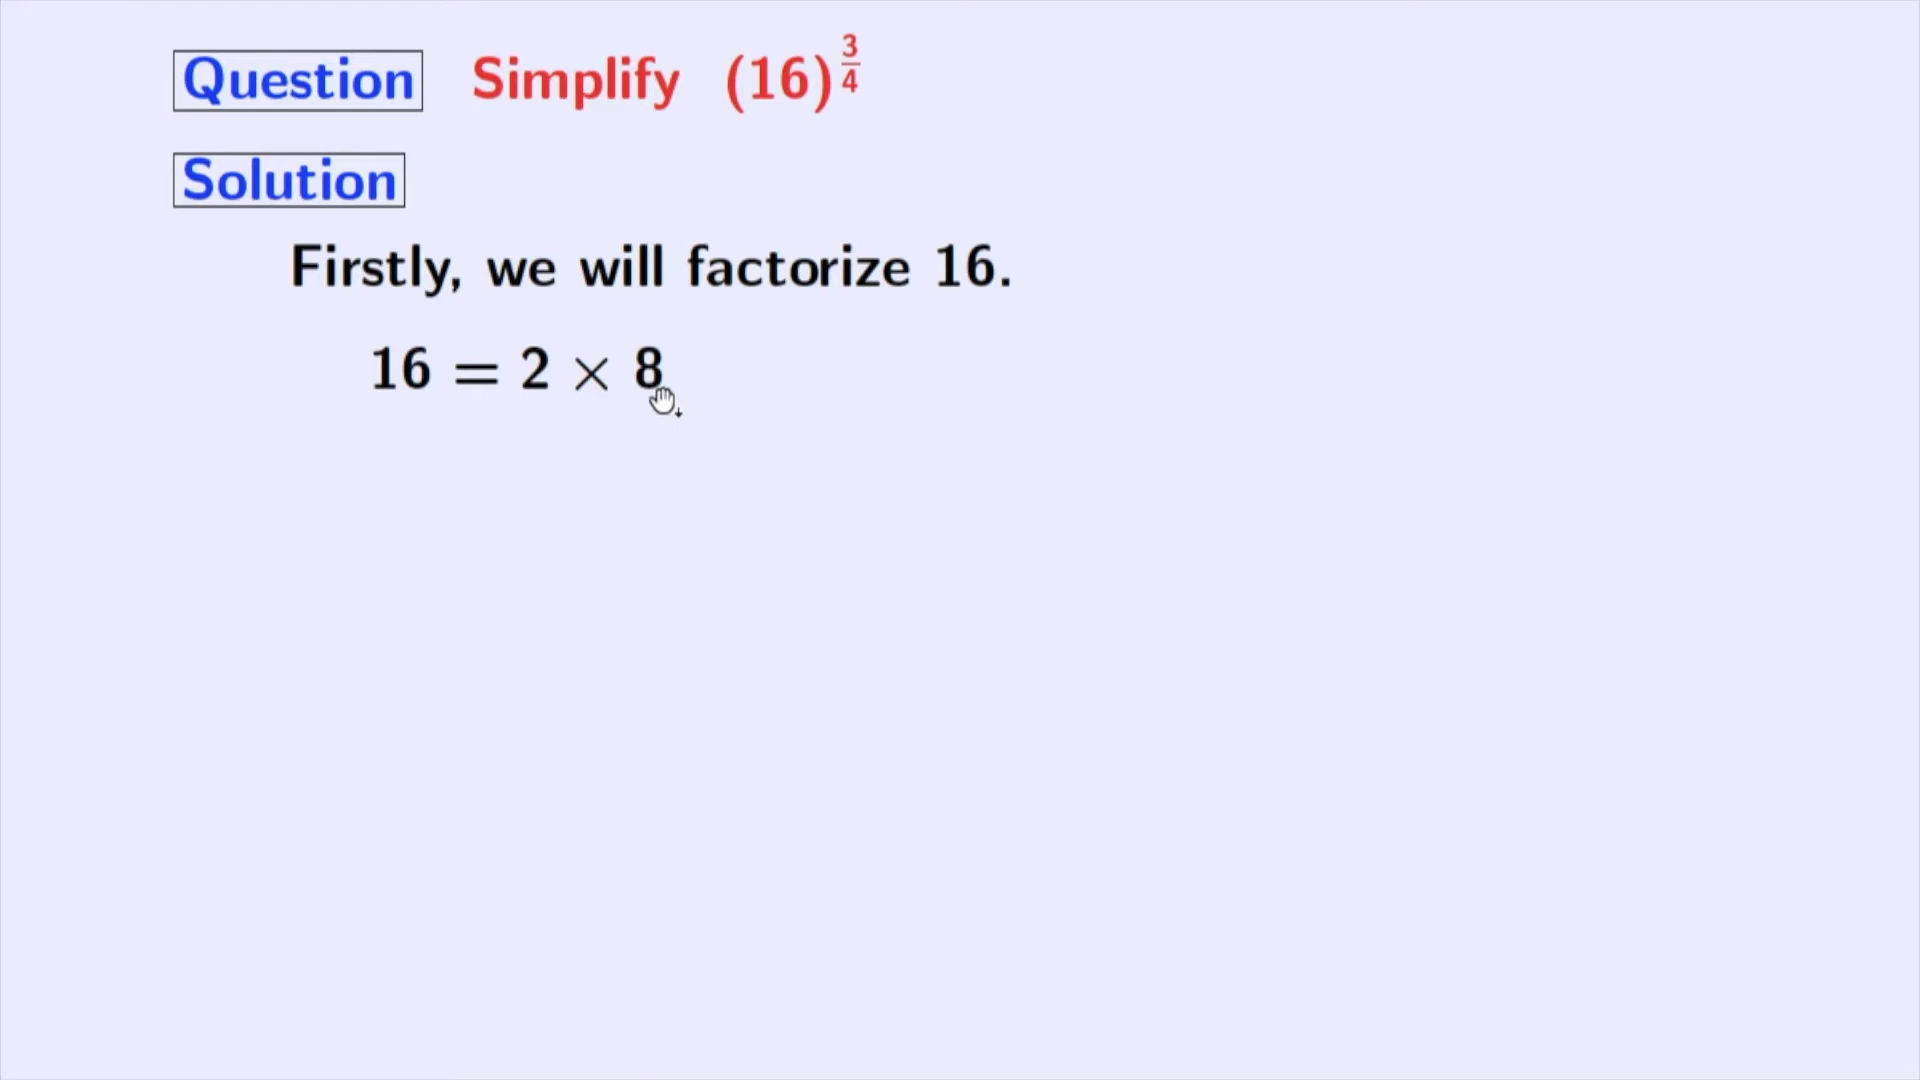 Question Simplify (16)^{3/4}
Solution
Firstly, we will factorize 16.
16 = 2 × 8